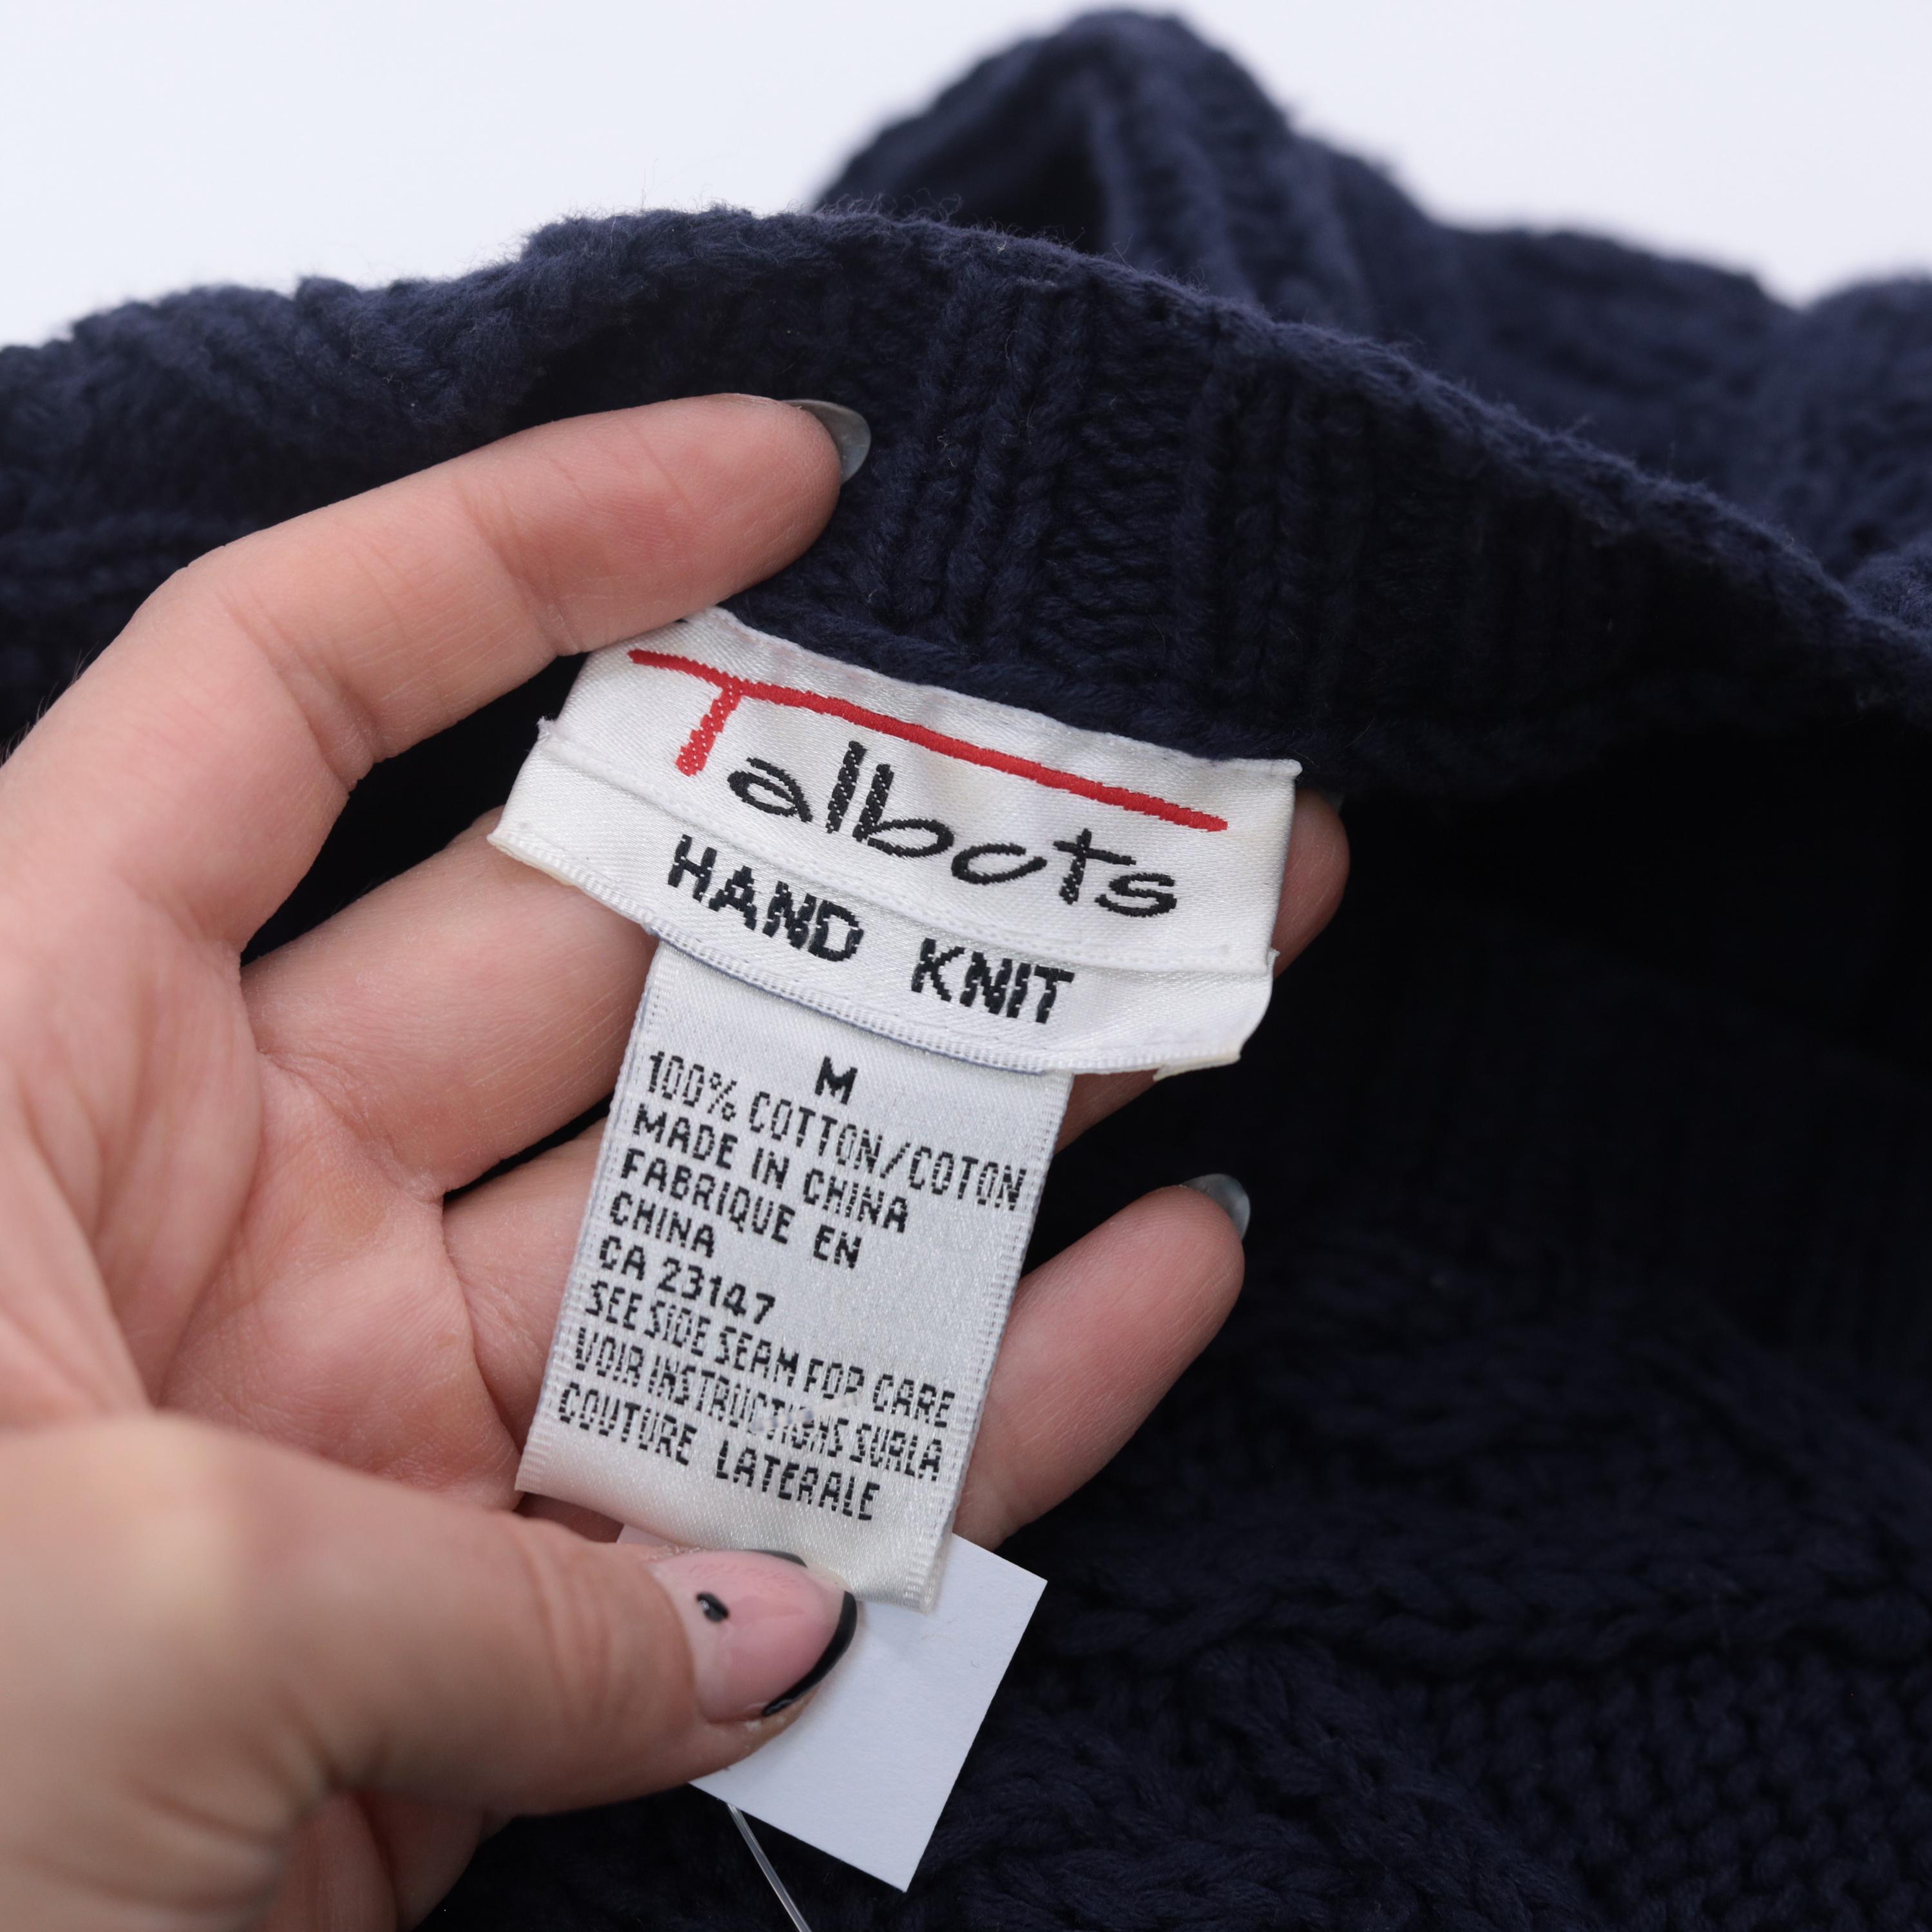 Talbots
HAND KNIT
M
100% COTTON/COTON
MADE IN CHINA
FABRIQUE EN
CHINA
CA 23147
SEE SIDE SEAM FOR CARE
VOIR INSTRUCTIONS SUR LA
COUTURE LATERALE